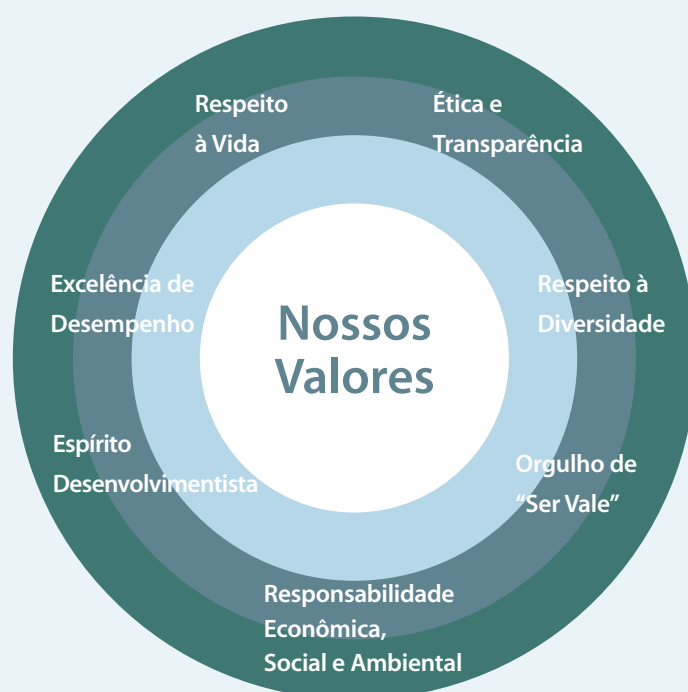 Respeito
à Vida
Ética e
Transparência
Excelência de
Desempenho
Nossos
Valores
Respeito à
Diversidade
Espírito
Desenvolvimentista
Orgulho de
“Ser Vale”
Responsabilidade
Econômica,
Social e Ambiental